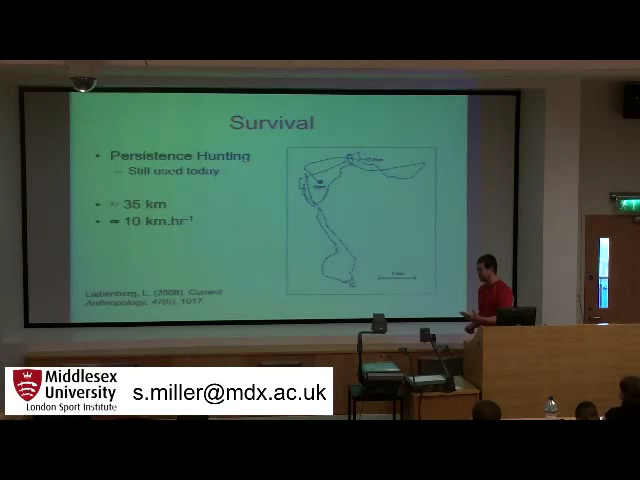 Survival
• Persistence Hunting
– Still used today
≈ 35 km
10 km.hr⁻¹
Liebenberg, L. (2006). Current
Anthropology, 47(6), 1017.
Middlesex
University
London Sport Institute
s.miller@mdx.ac.uk